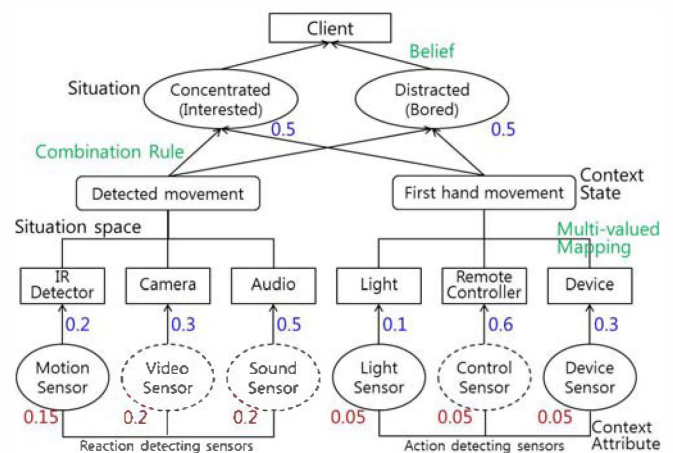 Client
Belief
Situation
Concentrated
(Interested)
Distracted
(Bored)
0.5
0.5
Combination Rule
Detected movement
First hand movement
Context
State
Situation space
Multi-valued
Mapping
IR
Detector
Camera
Audio
Light
Remote
Controller
Device
0.2
0.3
0.5
0.1
0.6
0.3
Motion
Sensor
Video
Sensor
Sound
Sensor
Light
Sensor
Control
Sensor
Device
Sensor
0.15
0.2
0.2
0.05
0.05
0.05
Reaction detecting sensors
Action detecting sensors
Context
Attribute